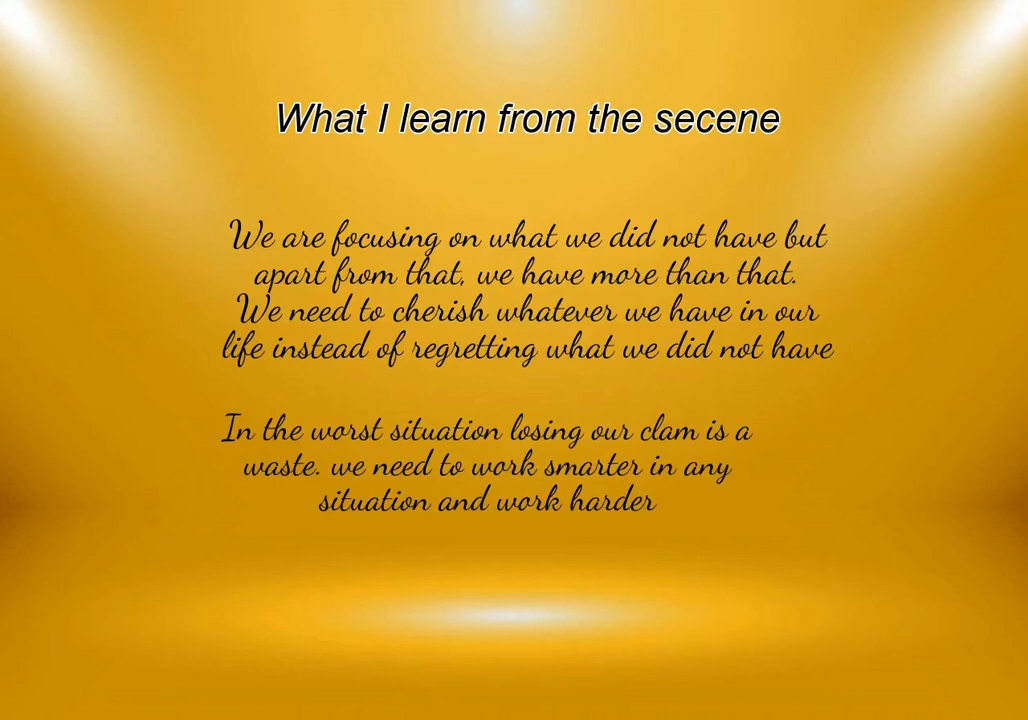 What I learn from the secene
We are focusing on what we did not have but
apart from that, we have more than that.
We need to cherish whatever we have in our
life instead of regretting what we did not have
In the worst situation losing our clam is a
waste. we need to work smarter in any
situation and work harder